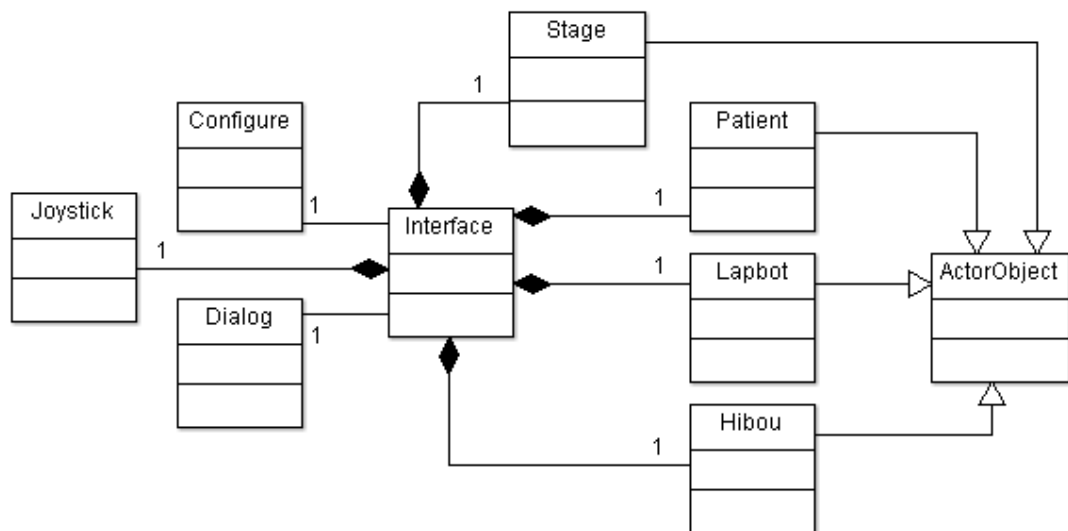 Stage
1
Configure
Patient
1
1
Joystick
Interface
1
1
Lapbot
ActorObject
Dialog
1
Hibou
1